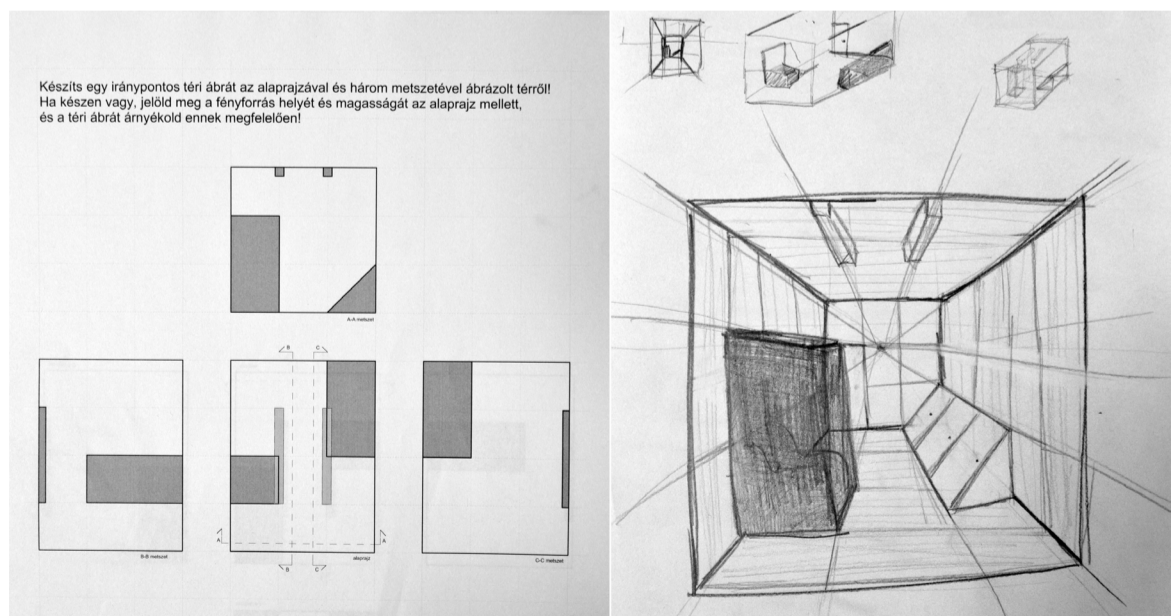 Készíts egy iránypontos téri ábrát az alaprajzával és három metszetével ábrázolt térről!
Ha készen vagy, jelöld meg a fényforrás helyét és magasságát az alaprajz mellett,
és a téri ábrát árnyékold ennek megfelelően!
A-A metszet
B C
A A
B-B metszet
alaprajz
C-C metszet
B C